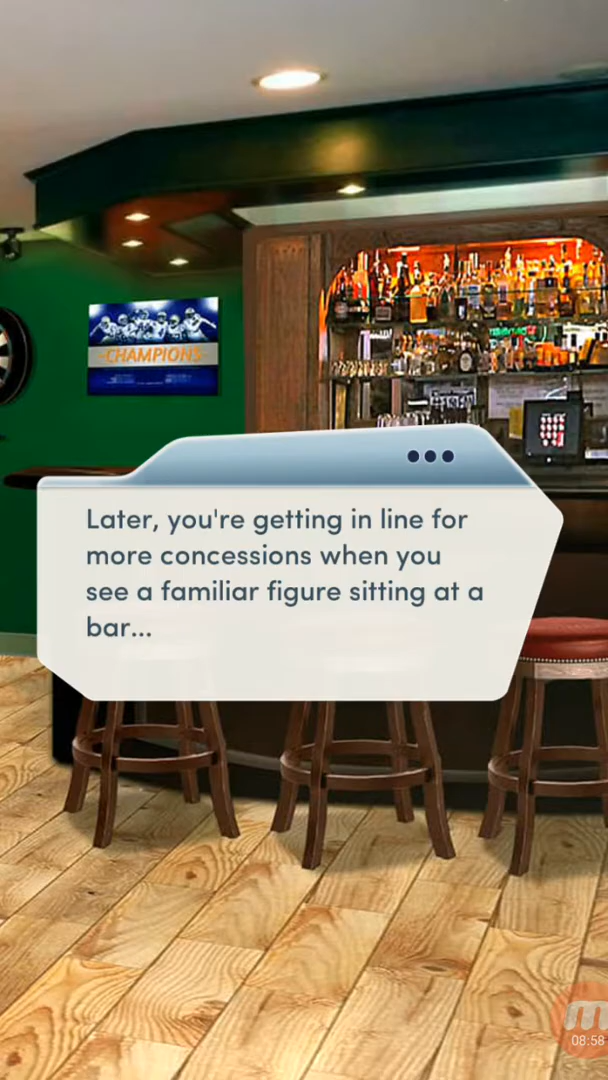 -CHAMPIONS-
•••
Later, you're getting in line for
more concessions when you
see a familiar figure sitting at a
bar...
08:58